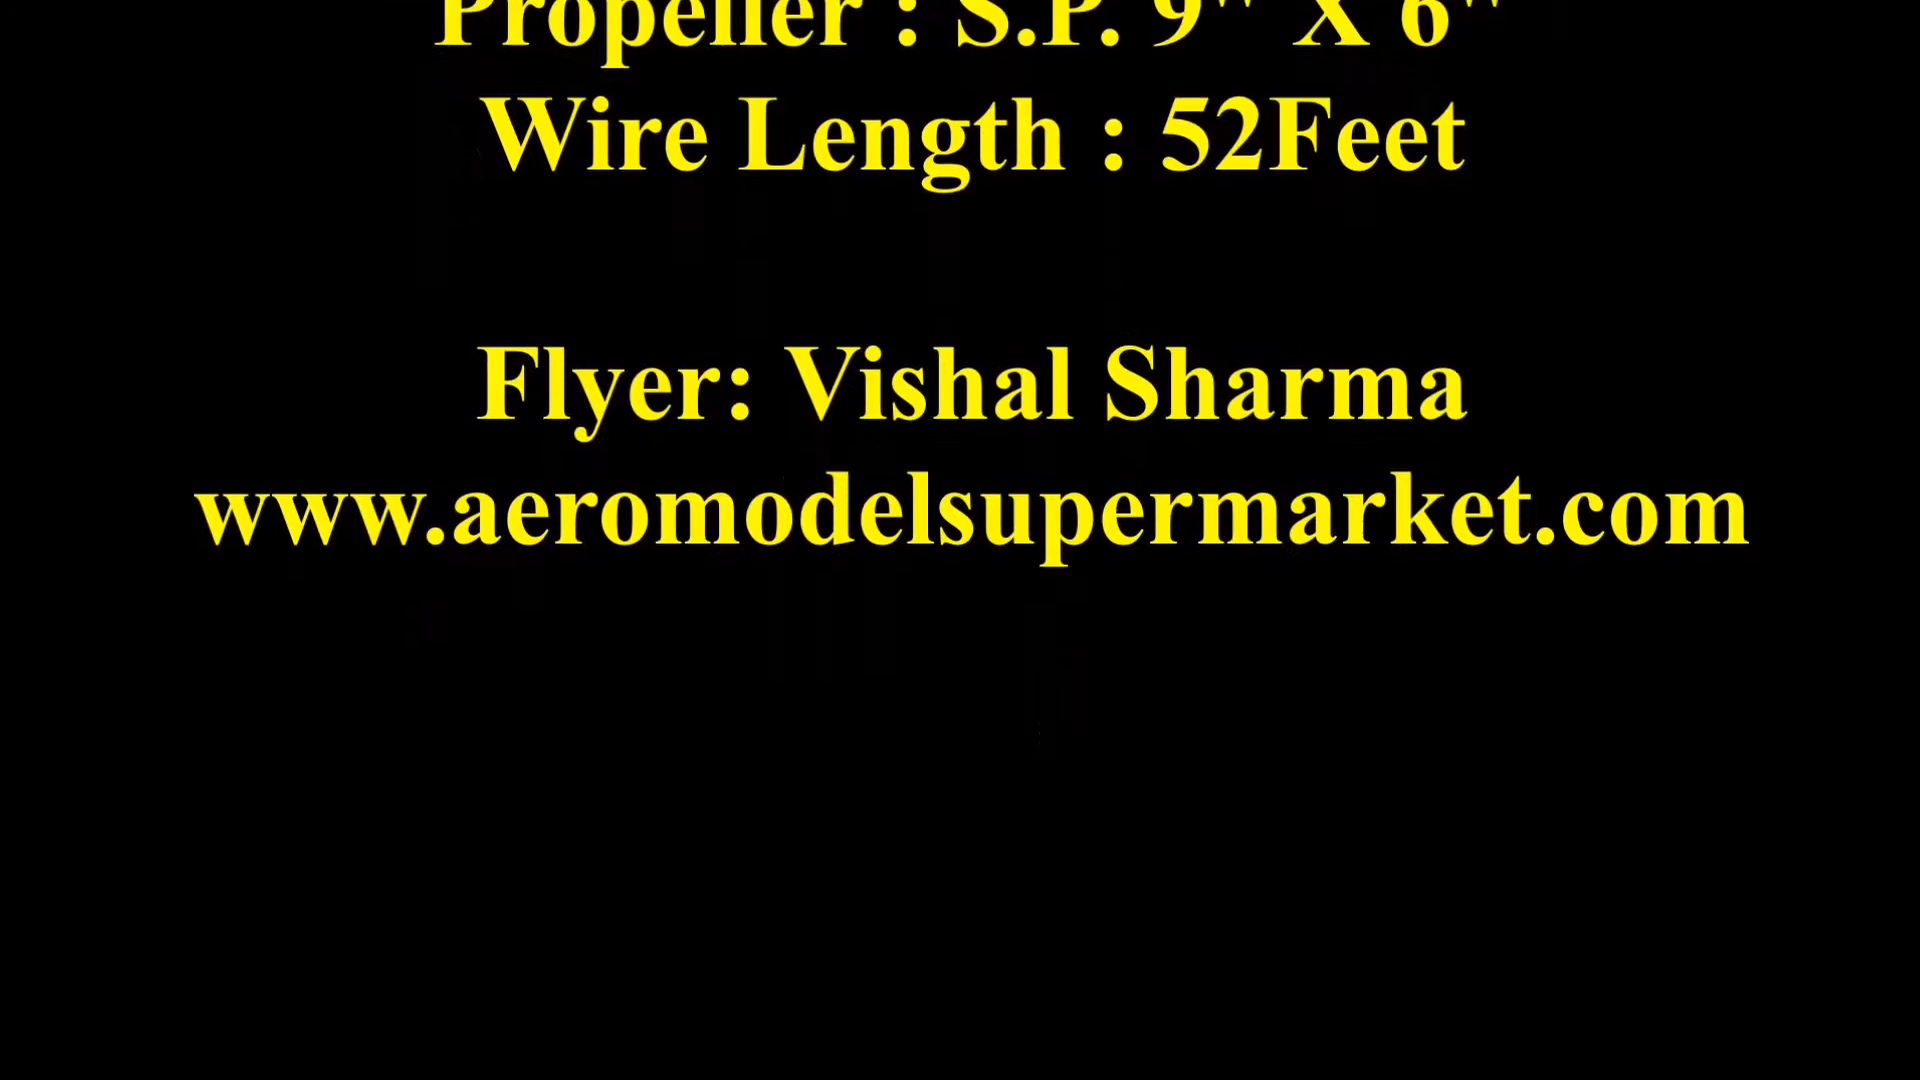 Propeller : S.P. 9" X 6"
Wire Length : 52Feet
Flyer: Vishal Sharma
www.aeromodelsupermarket.com